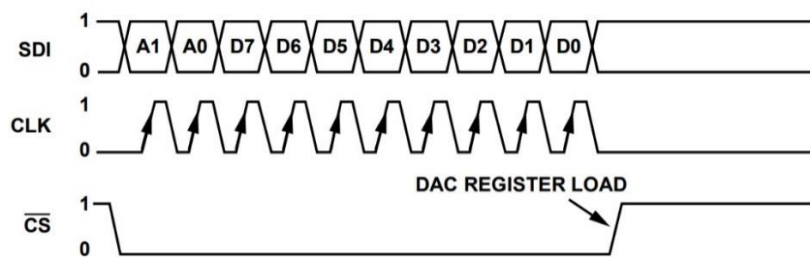 1
SDI
0
A1 A0 D7 D6 D5 D4 D3 D2 D1 D0
1
CLK
0
DAC REGISTER LOAD
1
CS
0